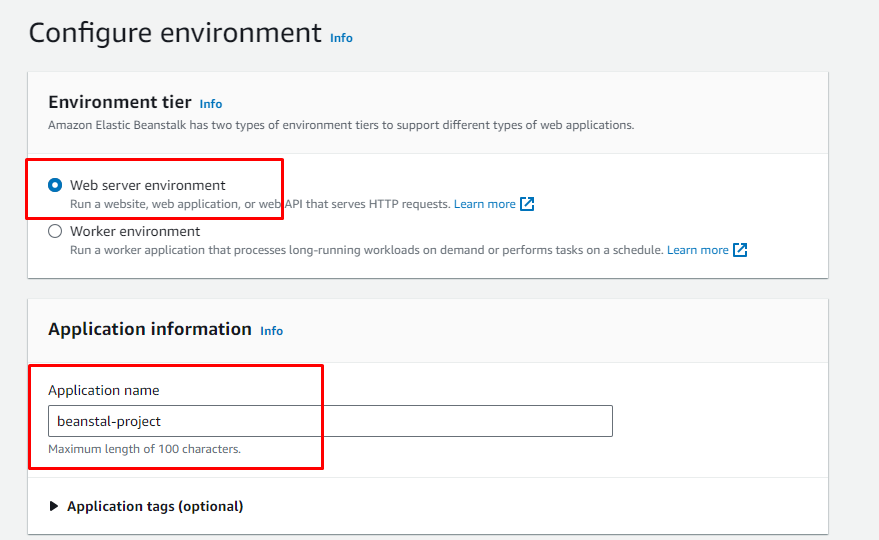 Configure environment Info
Environment tier Info
Amazon Elastic Beanstalk has two types of environment tiers to support different types of web applications.
Web server environment
Run a website, web application, or web API that serves HTTP requests. Learn more
Worker environment
Run a worker application that processes long-running workloads on demand or performs tasks on a schedule. Learn more
Application information Info
Application name
beanstal-project
Maximum length of 100 characters.
Application tags (optional)